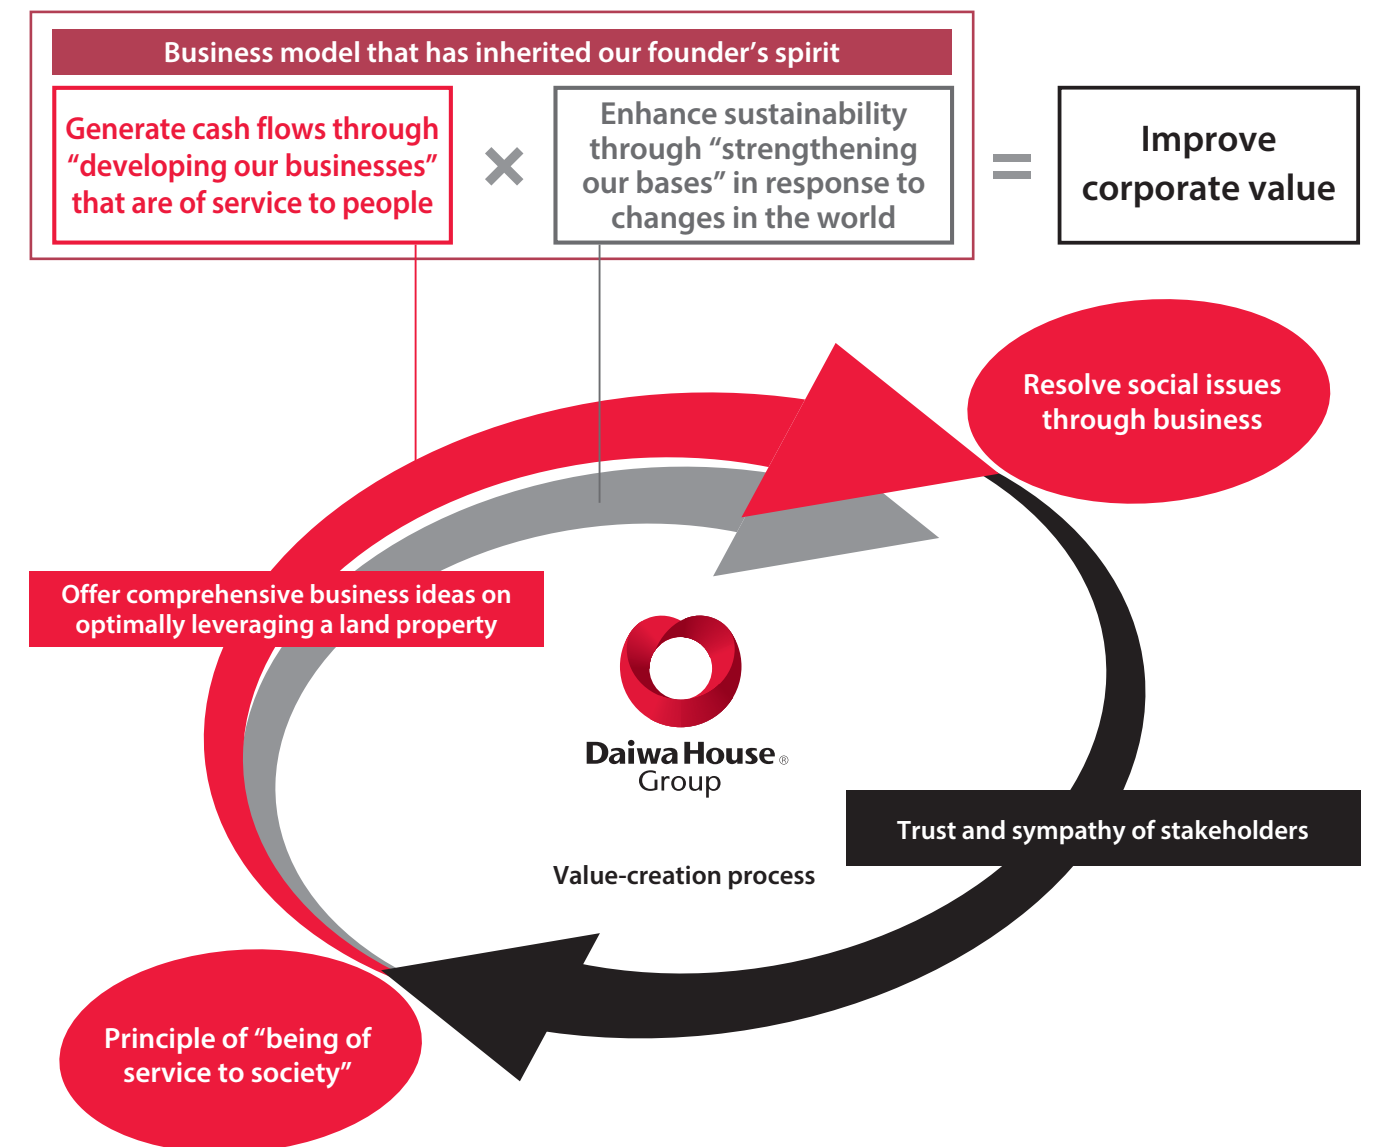 Business model that has inherited our founder’s spirit
Generate cash flows through
“developing our businesses”
that are of service to people
×
Enhance sustainability
through “strengthening
our bases” in response to
changes in the world
=
Improve
corporate value
Resolve social issues
through business
Offer comprehensive business ideas on
optimally leveraging a land property
Daiwa House®
Group
Trust and sympathy of stakeholders
Value-creation process
Principle of “being of
service to society”